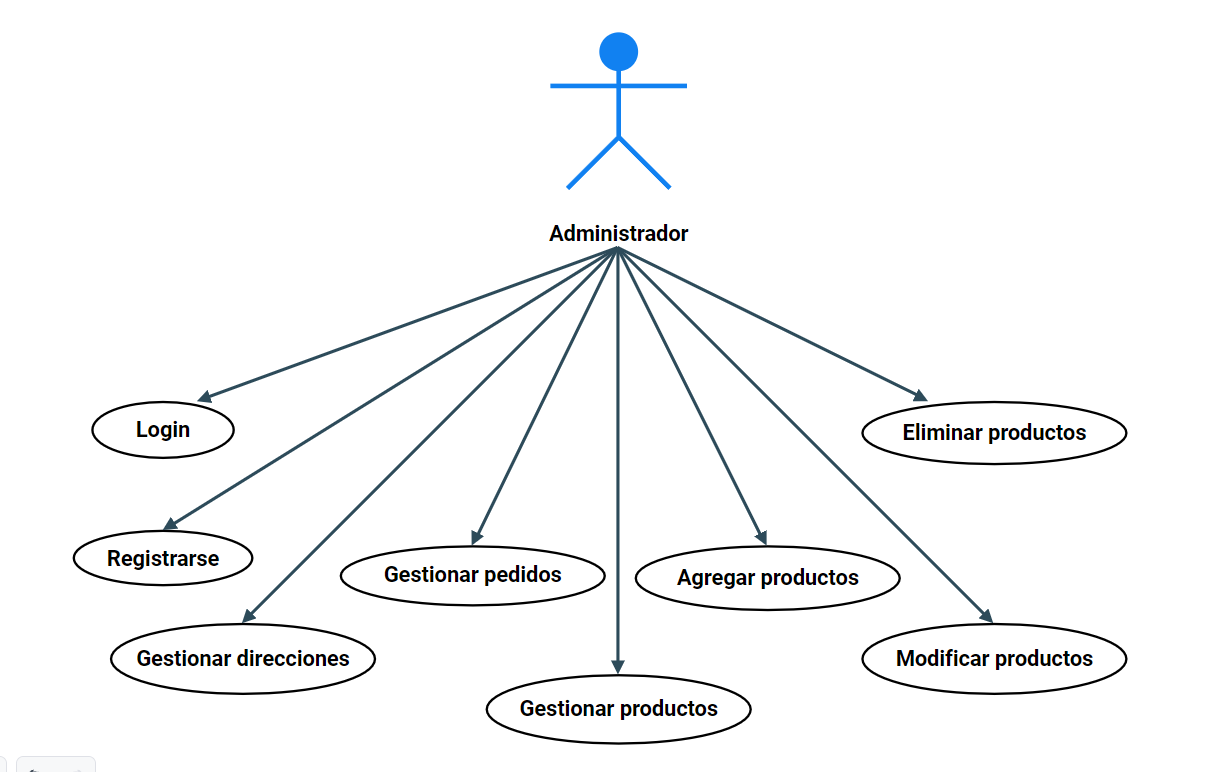 Administrador
Login
Eliminar productos
Registrarse
Gestionar pedidos
Agregar productos
Gestionar direcciones
Modificar productos
Gestionar productos